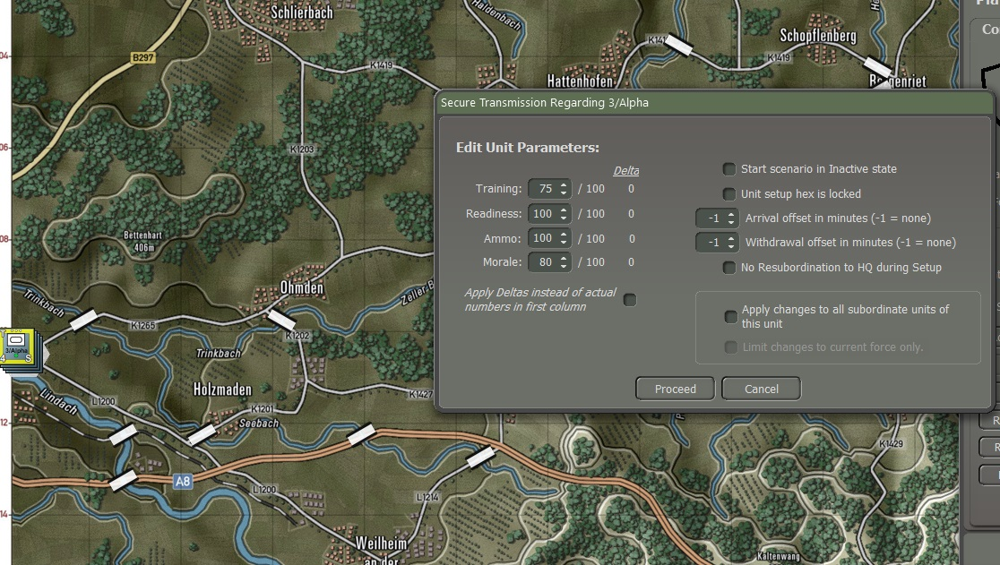 Schlierbach
Haldenbach
B297
04
K1419
Schopflenberg
K1419
Hattenhofen
Secure Transmission Regarding 3/Alpha
Edit Unit Parameters:
Delta
Training: 75 / 100 0
Readiness: 100 / 100 0
Ammo: 100 / 100 0
Morale: 80 / 100 0
Apply Deltas instead of actual
numbers in first column
Start scenario in Inactive state
Unit setup hex is locked
-1 Arrival offset in minutes (-1 = none)
-1 Withdrawal offset in minutes (-1 = none)
No Resubordination to HQ during Setup
Apply changes to all subordinate units of
this unit
Limit changes to current force only.
Proceed
Cancel
06
K1203
08
Bettenhart
406m
Ohmden
Trinkbach
K1265
K1202
3/Alpha
4 S
Trinkbach
Holzmaden
K1427
Lindach
L1200
K1201
Seebach
12
K1429
A8
L1200
L1214
14
Weilheim
an der
Kaltenwang